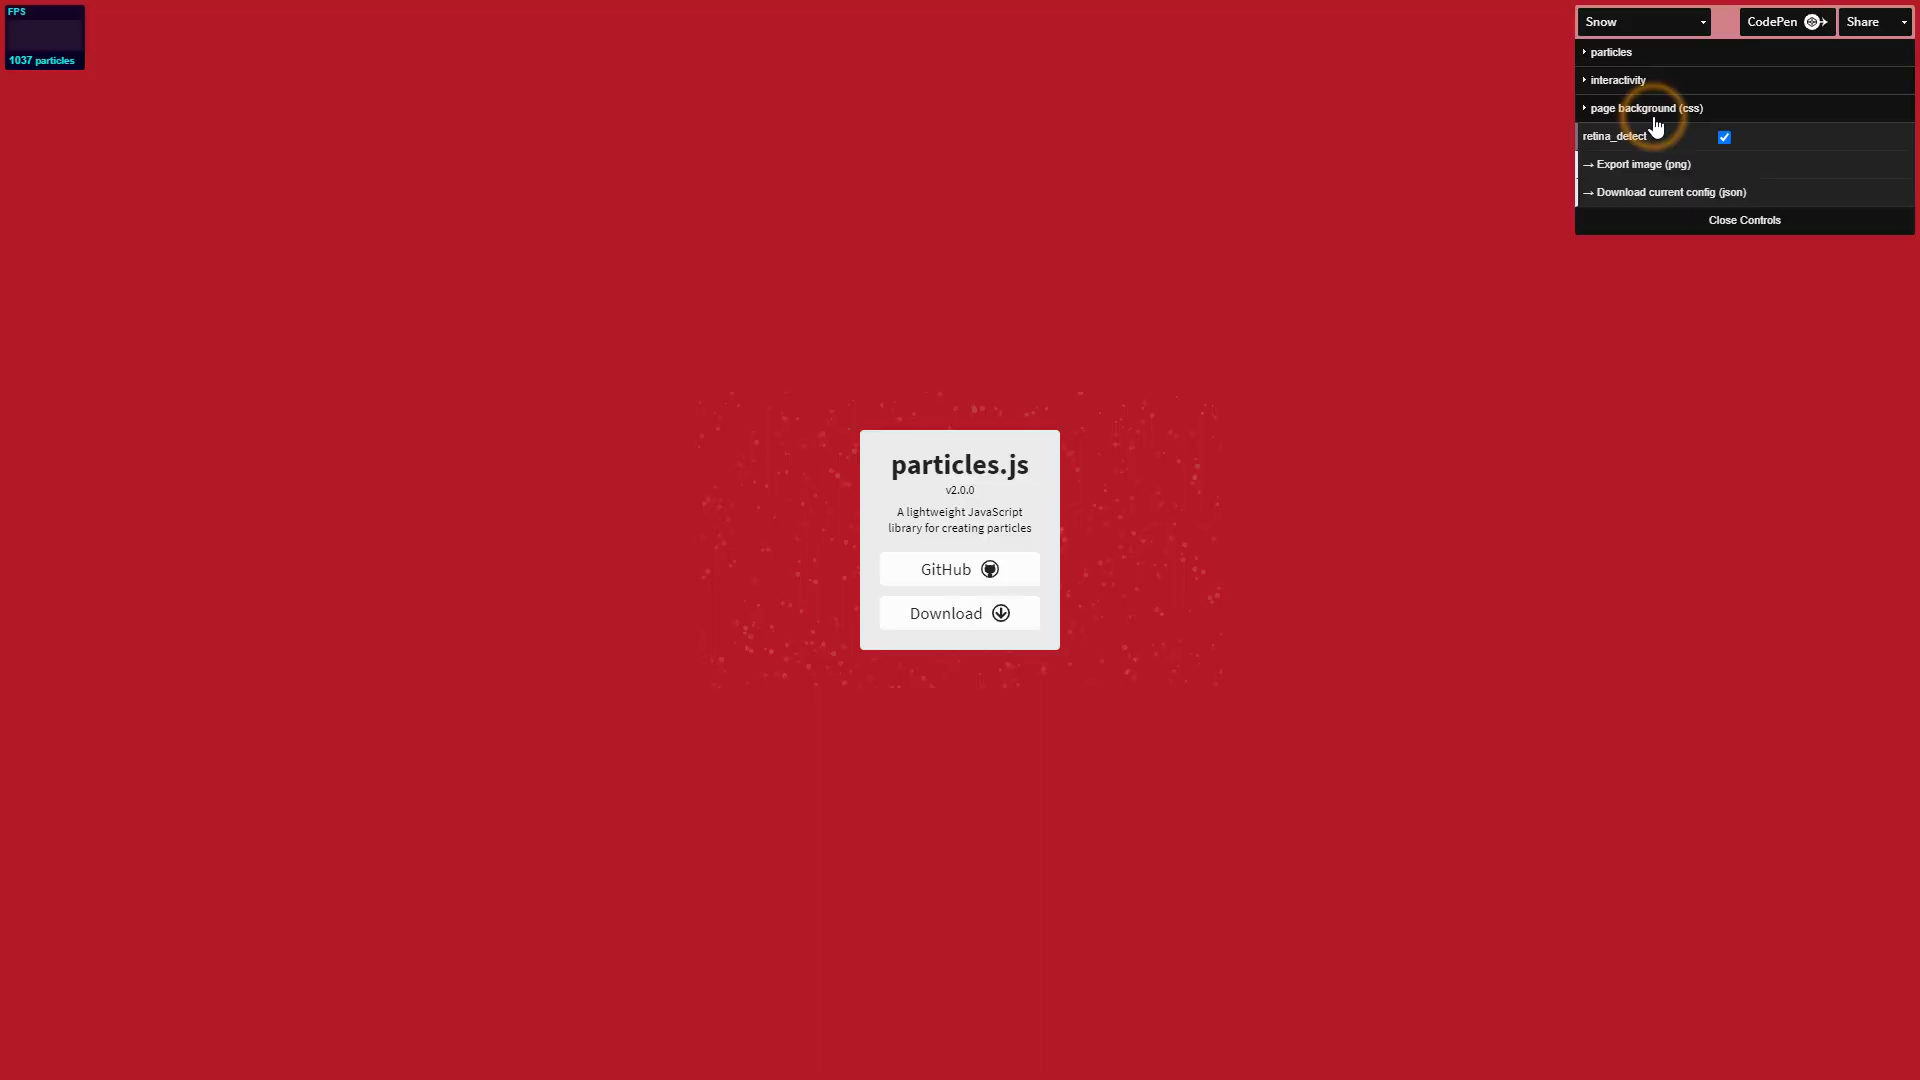 FPS
1037 particles
Snow
CodePen
Share
particles
interactivity
page background (css)
retina_detect
→ Export image (png)
→ Download current config (json)
Close Controls
particles.js
v2.0.0
A lightweight JavaScript
library for creating particles
GitHub
Download